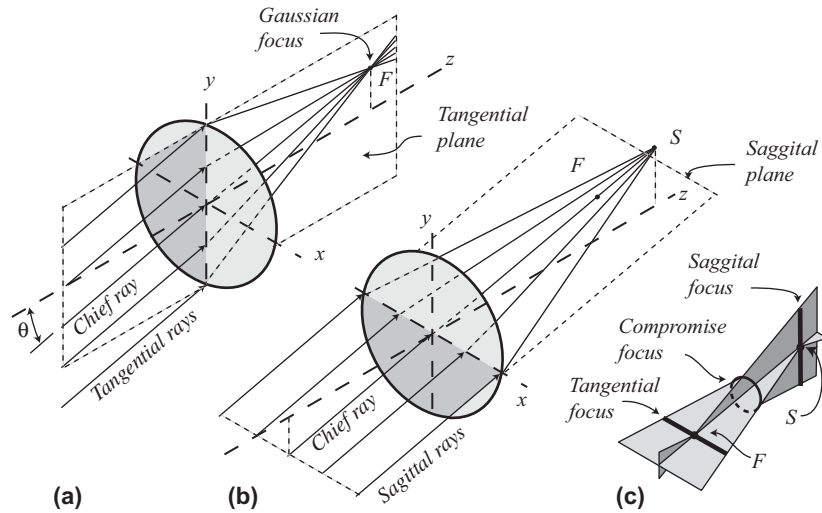 Gaussian
focus
y
z
F
Tangential
plane
x
θ
Chief ray
Tangential rays
(a)
S
F
Saggital
plane
z
y
x
Chief ray
Sagittal rays
(b)
Saggital
focus
Compromise
focus
Tangential
focus
S
F
(c)